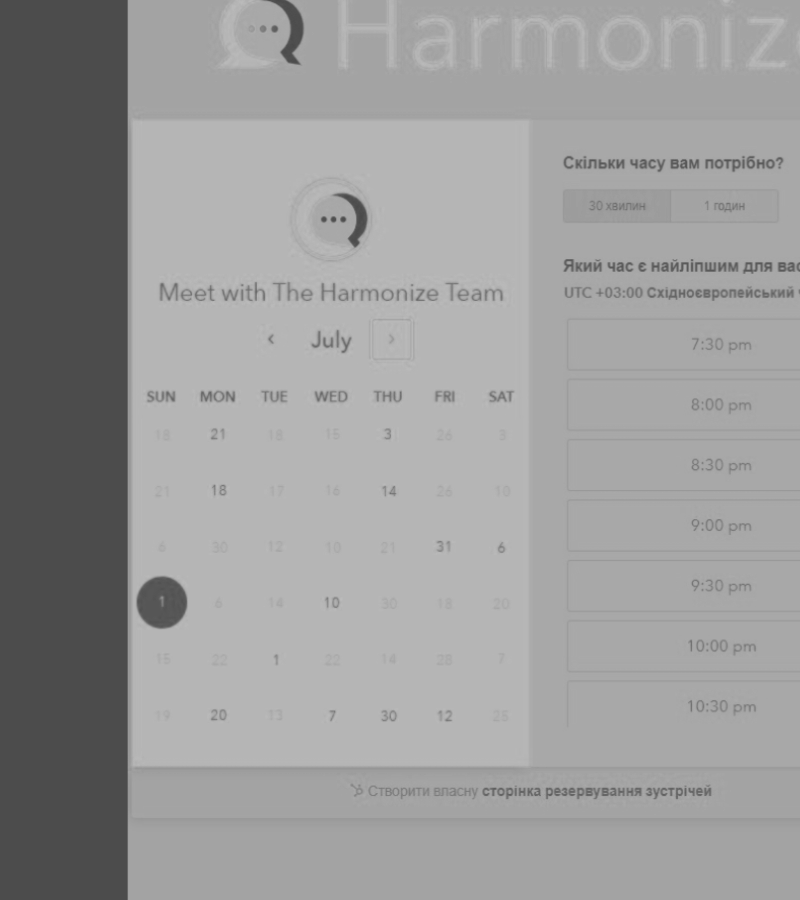 Harmonize
Скільки часу вам потрібно?
30 хвилин
1 годин
Meet with The Harmonize Team
July
SUN MON TUE WED THU FRI SAT
18 21 18 15 3 26 3
21 18 17 16 14 26 10
6 30 12 10 21 31 6
1 6 14 10 30 18 20
15 22 1 22 14 28 7
19 20 13 7 30 12 25
Який час є найліпшим для вас
UTC +03:00 Східноєвропейський
7:30 pm
8:00 pm
8:30 pm
9:00 pm
9:30 pm
10:00 pm
10:30 pm
Створити власну сторінка резервування зустрічей